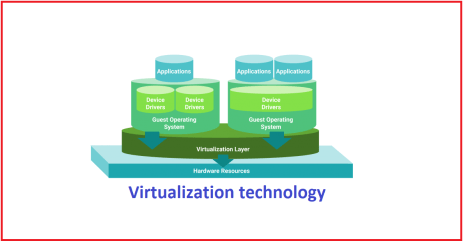 Applications
Applications Applications
Device Drivers
Device Drivers
Device Drivers
Guest Operating System
Guest Operating System
Virtualization Layer
Hardware Resources
Virtualization technology